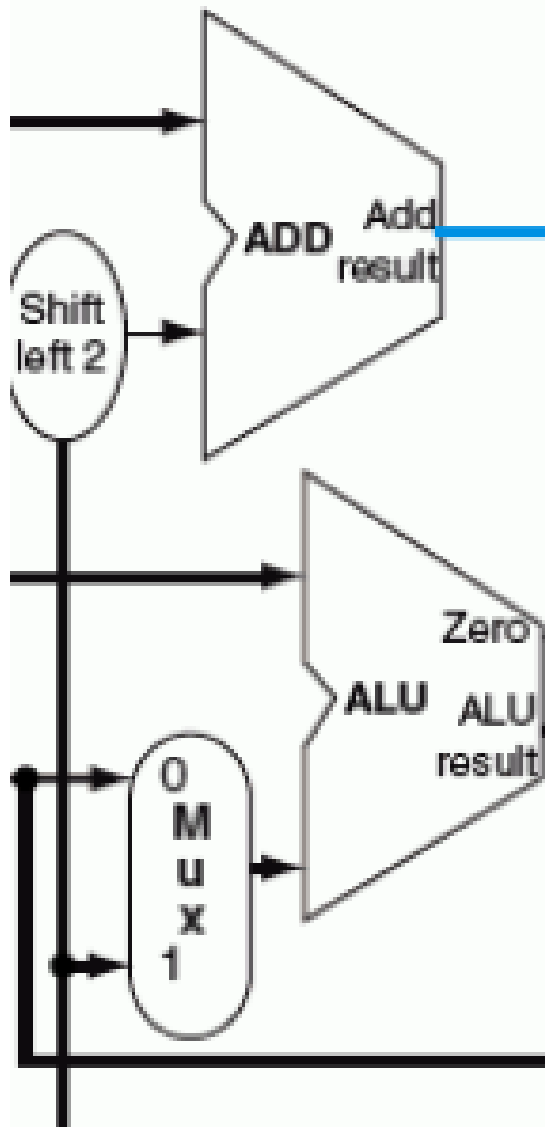 ADD
Add
result
Shift
left 2
Zero
ALU
ALU
result
0
M
u
x
1